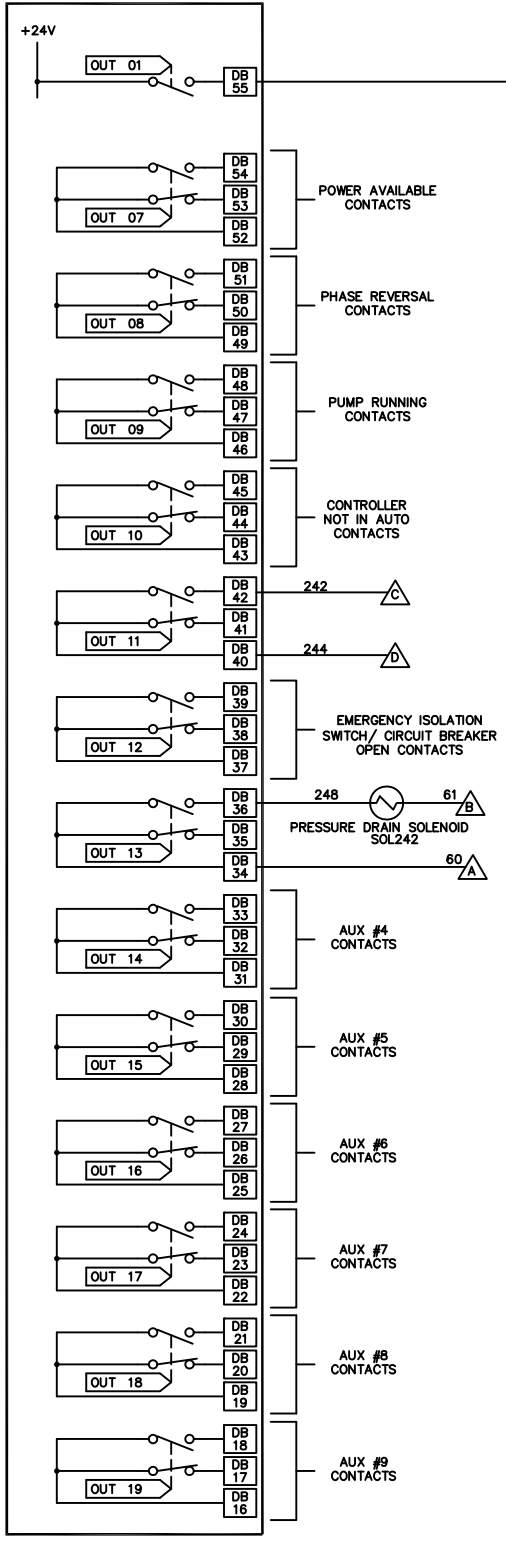 +24V
OUT 01
DB
55
DB
54
DB
53
OUT 07
DB
52
POWER AVAILABLE
CONTACTS
DB
51
DB
50
OUT 08
DB
49
PHASE REVERSAL
CONTACTS
DB
48
DB
47
OUT 09
DB
46
PUMP RUNNING
CONTACTS
DB
45
DB
44
OUT 10
DB
43
CONTROLLER
NOT IN AUTO
CONTACTS
DB
42
242
C
DB
41
OUT 11
DB
40
244
D
DB
39
DB
38
OUT 12
DB
37
EMERGENCY ISOLATION
SWITCH/ CIRCUIT BREAKER
OPEN CONTACTS
DB
36
248
61
B
PRESSURE DRAIN SOLENOID
SOL242
DB
35
OUT 13
DB
34
60
A
DB
33
DB
32
OUT 14
DB
31
AUX #4
CONTACTS
DB
30
DB
29
OUT 15
DB
28
AUX #5
CONTACTS
DB
27
DB
26
OUT 16
DB
25
AUX #6
CONTACTS
DB
24
DB
23
OUT 17
DB
22
AUX #7
CONTACTS
DB
21
DB
20
OUT 18
DB
19
AUX #8
CONTACTS
DB
18
DB
17
OUT 19
DB
16
AUX #9
CONTACTS